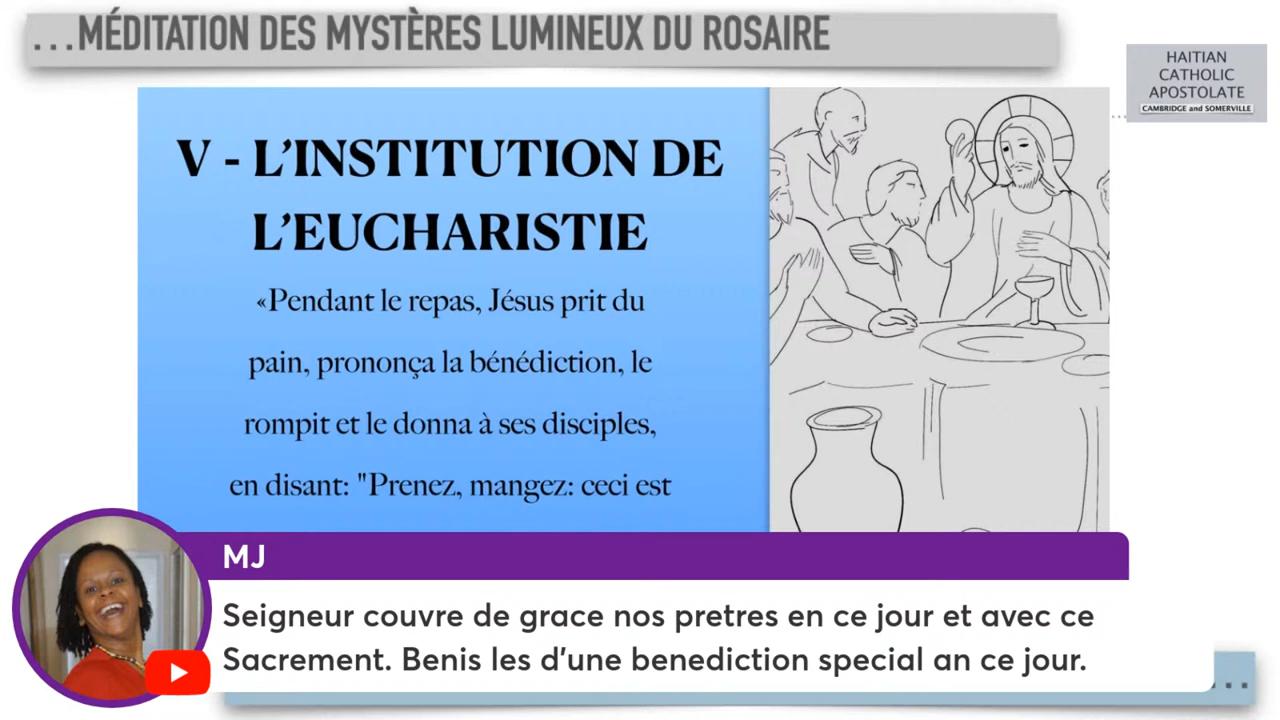 ...MÉDITATION DES MYSTÈRES LUMINEUX DU ROSAIRE
HAITIAN
CATHOLIC
APOSTOLATE
CAMBRIDGE and SOMERVILLE
V - L'INSTITUTION DE
L'EUCHARISTIE
«Pendant le repas, Jésus prit du
pain, prononça la bénédiction, le
rompit et le donna à ses disciples,
en disant: "Prenez, mangez: ceci est
MJ
Seigneur couvre de grace nos pretres en ce jour et avec ce
Sacrement. Benis les d'une benediction special an ce jour.